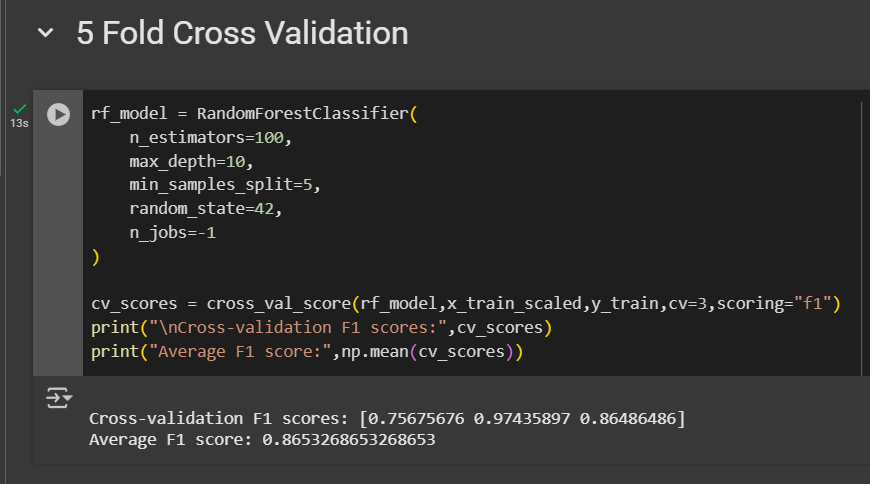 5 Fold Cross Validation
13s
rf_model = RandomForestClassifier(
    n_estimators=100,
    max_depth=10,
    min_samples_split=5,
    random_state=42,
    n_jobs=-1
)
cv_scores = cross_val_score(rf_model,x_train_scaled,y_train,cv=3,scoring="f1")
print("\nCross-validation F1 scores:",cv_scores)
print("Average F1 score:",np.mean(cv_scores))
Cross-validation F1 scores: [0.75675676 0.97435897 0.86486486]
Average F1 score: 0.8653268653268653